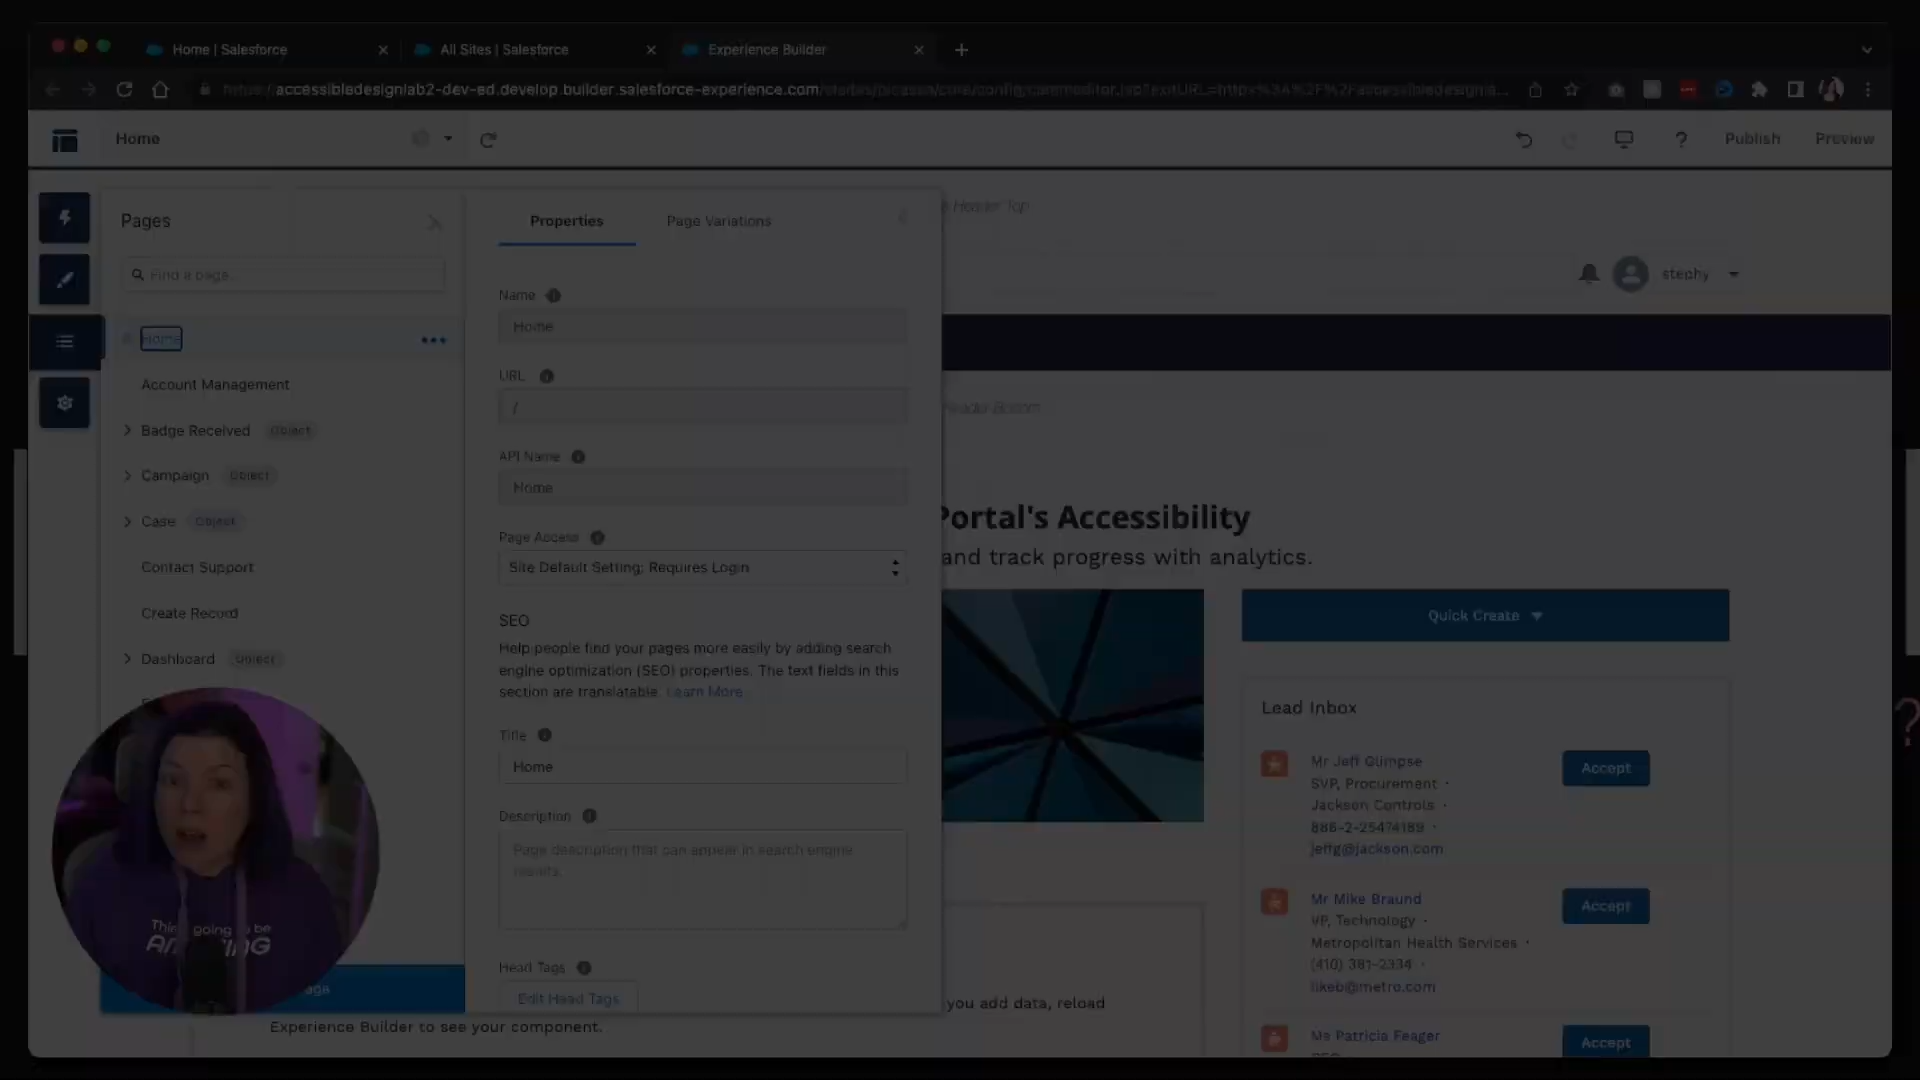 Home | Salesforce
All Sites | Salesforce
Experience Builder
accessibledesignlab2-dev-ed.develop.builder.salesforce-experience.com
Home
?
Publish
Preview
Pages
Find a page...
Home
Account Management
Badge Received Object
Campaign Object
Case Object
Contact Support
Create Record
Dashboard Object
Properties
Page Variations
Name
Home
URL
/
API Name
Home
Page Access
Site Default Setting: Requires Login
SEO
Help people find your pages more easily by adding search
engine optimization (SEO) properties. The text fields in this
section are translatable. Learn More
Title
Home
Description
Page description that can appear in search engine
results.
Head Tags
Edit Head Tags
Header Top
stephy
Portal's Accessibility
and track progress with analytics.
Quick Create
Lead Inbox
Mr Jeff Glimpse
SVP, Procurement ·
Jackson Controls ·
886-2-25474189 ·
jeffg@jackson.com
Accept
Mr Mike Braund
VP, Technology ·
Metropolitan Health Services ·
(410) 381-2334 ·
likeb@metro.com
Accept
Ms Patricia Feager
Accept
you add data, reload
Experience Builder to see your component.
going to be
?